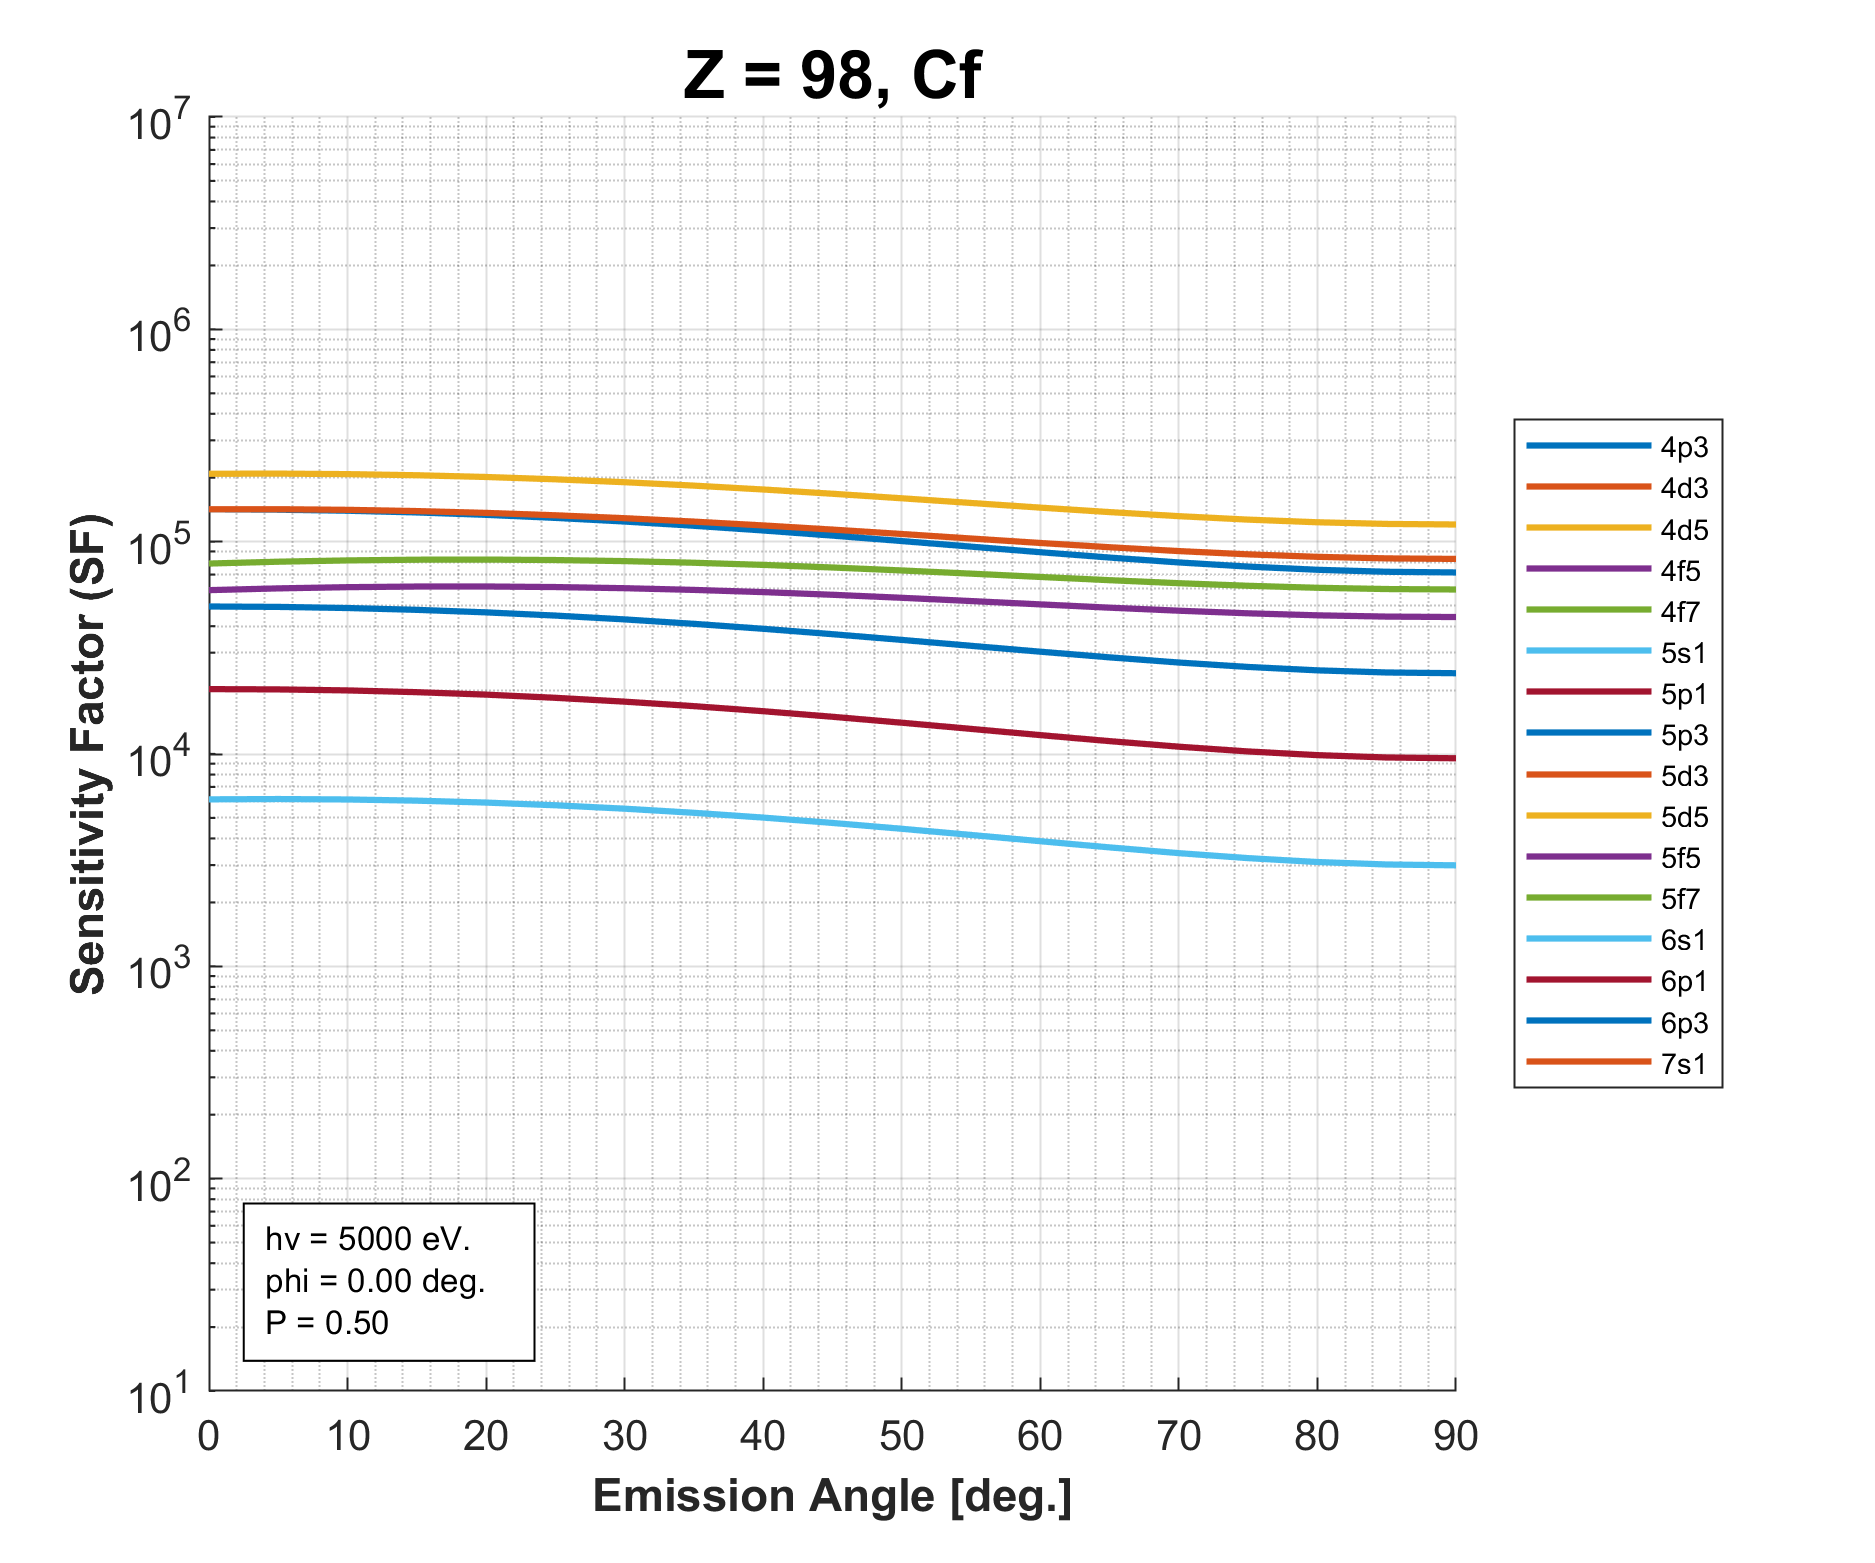 Z = 98, Cf
10^7
10^6
10^5
10^4
10^3
10^2
10^1
Sensitivity Factor (SF)
0 10 20 30 40 50 60 70 80 90
Emission Angle [deg.]
hv = 5000 eV.
phi = 0.00 deg.
P = 0.50
4p3
4d3
4d5
4f5
4f7
5s1
5p1
5p3
5d3
5d5
5f5
5f7
6s1
6p1
6p3
7s1